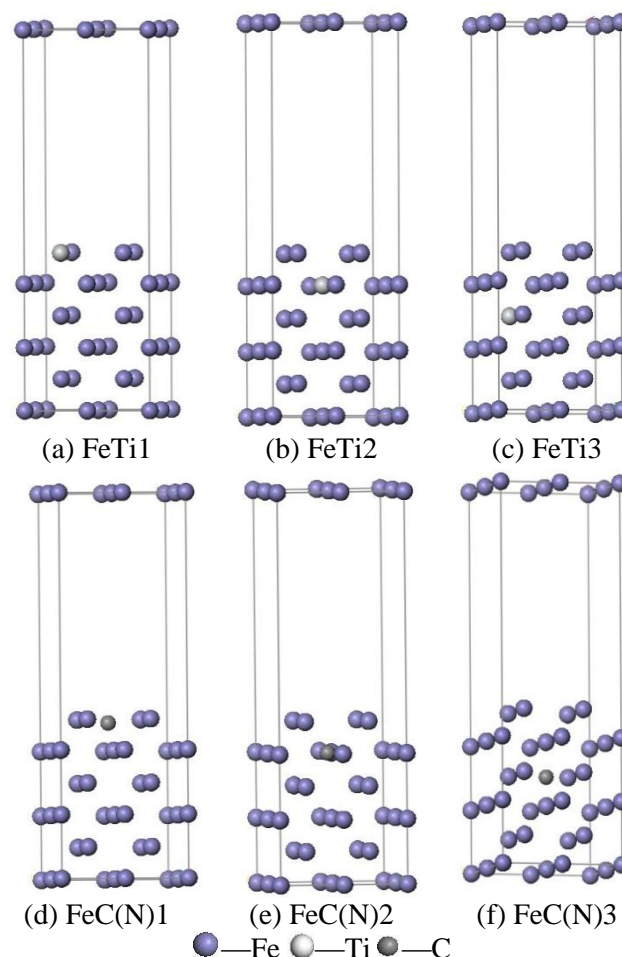 (a) FeTi1 (b) FeTi2 (c) FeTi3
(d) FeC(N)1 (e) FeC(N)2 (f) FeC(N)3
—Fe —Ti —C